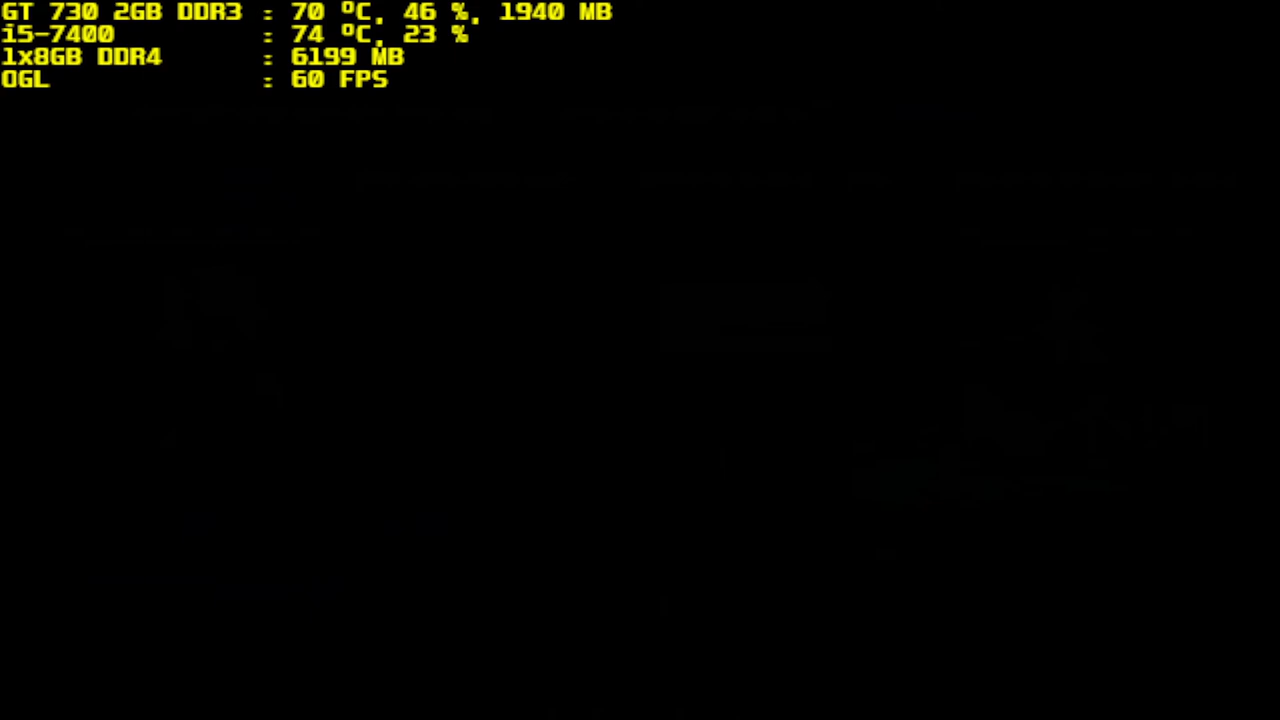 GT 730 2GB DDR3 : 70 ºC, 46 %, 1940 MB
i5-7400 : 74 ºC, 23 %
1x8GB DDR4 : 6199 MB
OGL : 60 FPS